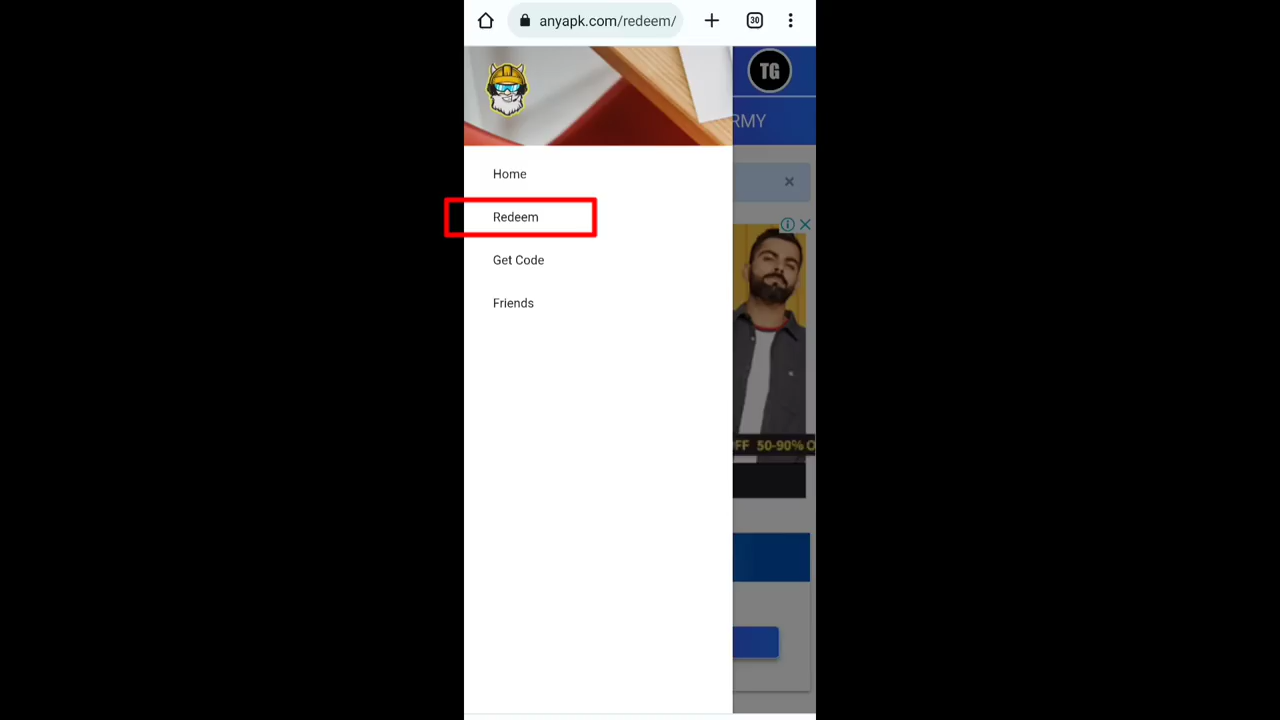 30
anyapk.com/redeem/
TG
RMY
Home
Redeem
Get Code
Friends
FF 50-90% O